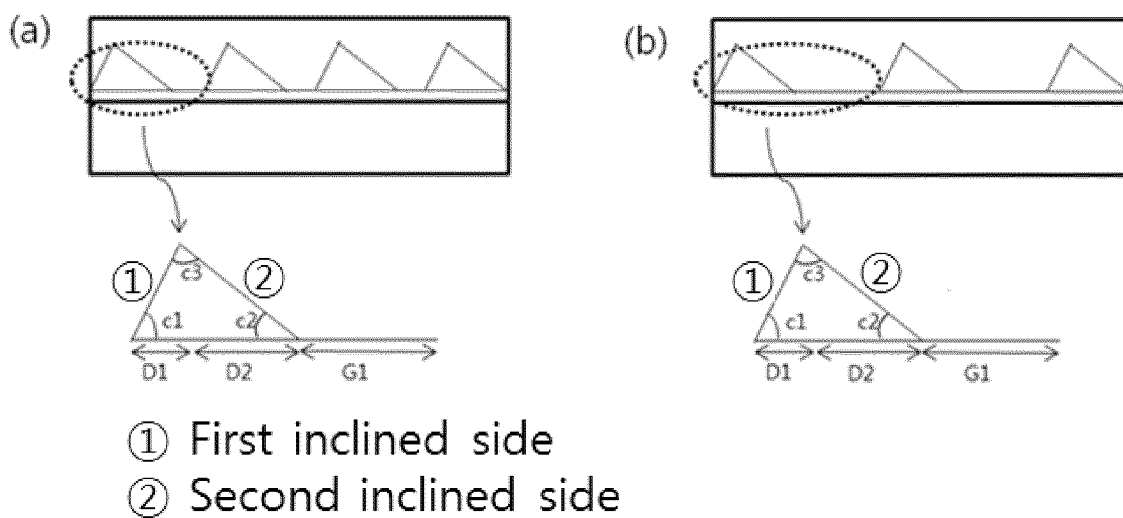 (a)
(b)
① ② c3 c1 c2
D1 D2 G1
① ② c3 c1 c2
D1 D2 G1
① First inclined side
② Second inclined side